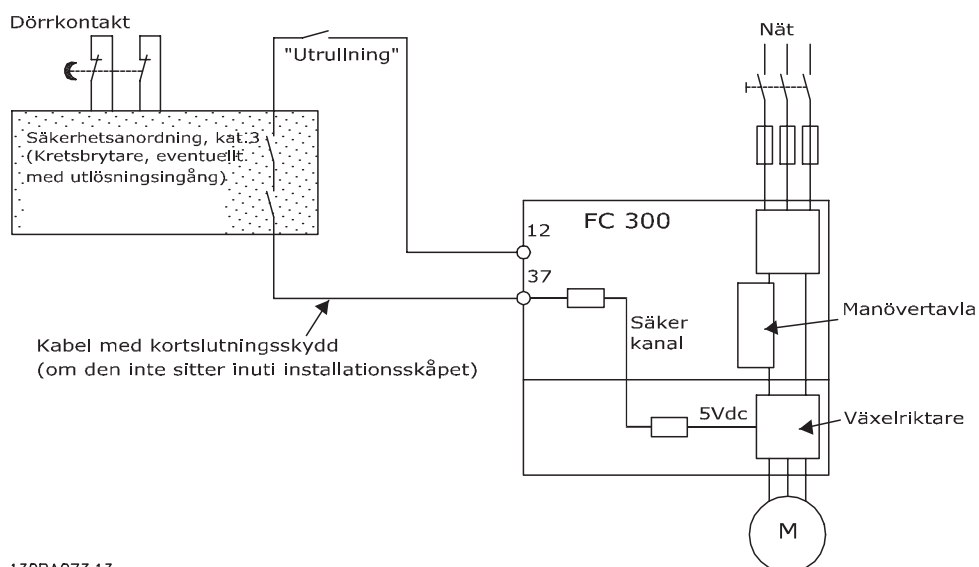 Dörrkontakt
"Utrullning"
Nät
Säkerhetsanordning, kat.3
(Kretsbrytare, eventuellt
med utlösningsingång)
FC 300
12
37
Säker
kanal
Manövertavla
Kabel med kortslutningsskydd
(om den inte sitter inuti installationsskåpet)
5Vdc
Växelriktare
M